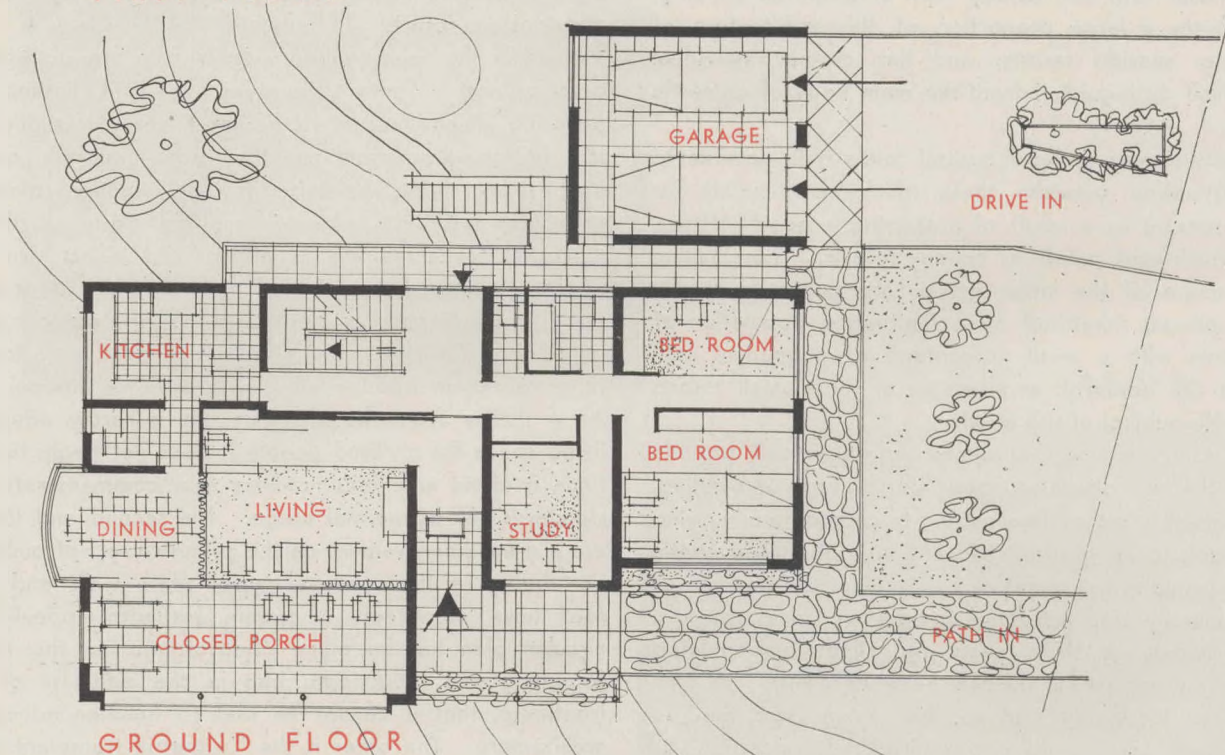 GARAGE
DRIVE IN
KITCHEN
BED ROOM
BED ROOM
LIVING
DINING
STUDY
CLOSED PORCH
PATH IN
GROUND FLOOR